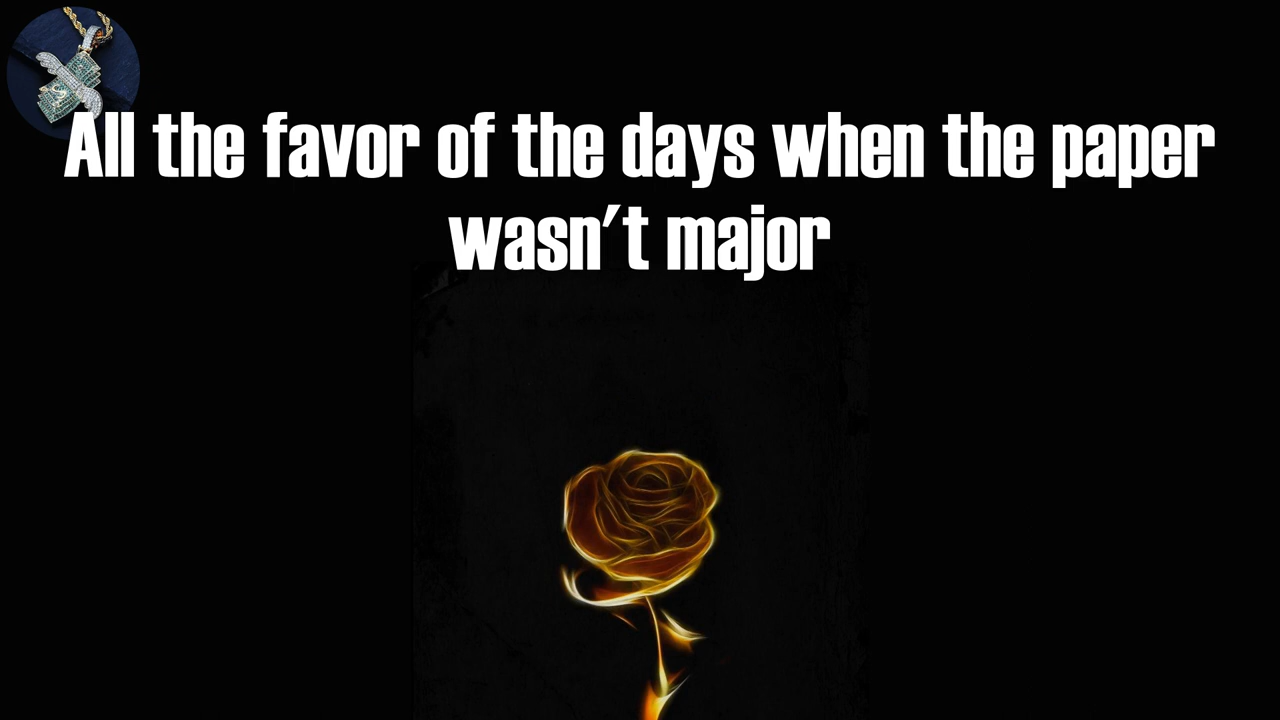 All the favor of the days when the paper
wasn't major